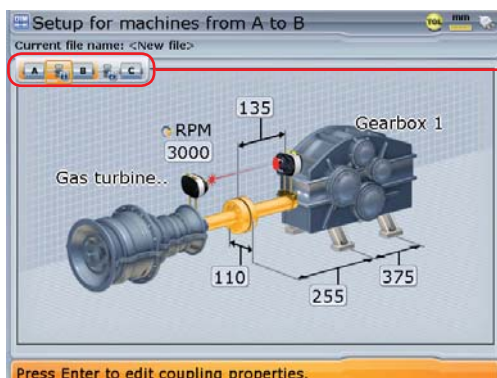 Setup for machines from A to B
TOL mm
Current file name: <New file>
A B C
135
RPM
Gearbox 1
3000
Gas turbine..
110
375
255
Press Enter to edit coupling properties.